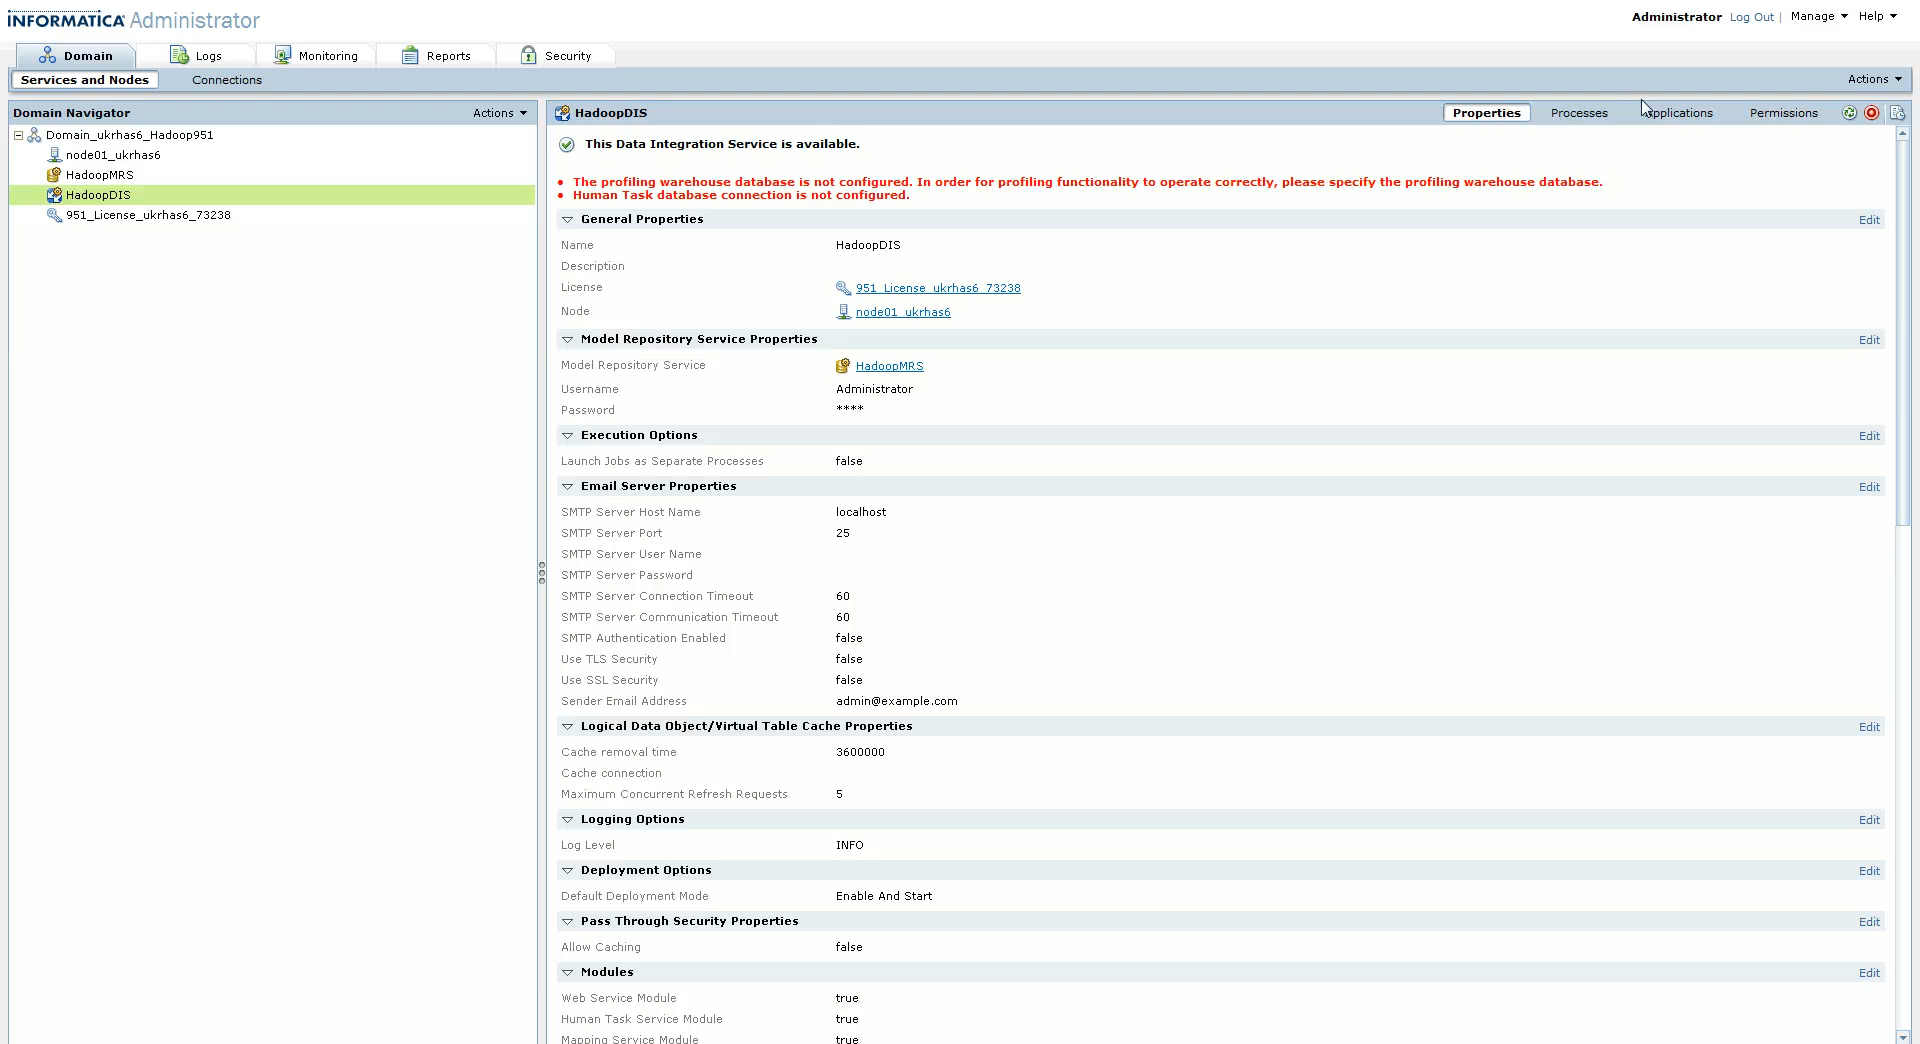 INFORMATICA Administrator
Administrator Log Out | Manage Help
Domain Logs Monitoring Reports Security
Services and Nodes Connections Actions
Domain Navigator Actions
Domain_ukrhas6_Hadoop951
node01_ukrhas6
HadoopMRS
HadoopDIS
951_License_ukrhas6_73238
HadoopDIS Properties Processes Applications Permissions
This Data Integration Service is available.
• The profiling warehouse database is not configured. In order for profiling functionality to operate correctly, please specify the profiling warehouse database.
• Human Task database connection is not configured.
General Properties Edit
Name HadoopDIS
Description
License 951_License_ukrhas6_73238
Node node01_ukrhas6
Model Repository Service Properties Edit
Model Repository Service HadoopMRS
Username Administrator
Password ****
Execution Options Edit
Launch Jobs as Separate Processes false
Email Server Properties Edit
SMTP Server Host Name localhost
SMTP Server Port 25
SMTP Server User Name
SMTP Server Password
SMTP Server Connection Timeout 60
SMTP Server Communication Timeout 60
SMTP Authentication Enabled false
Use TLS Security false
Use SSL Security false
Sender Email Address admin@example.com
Logical Data Object/Virtual Table Cache Properties Edit
Cache removal time 3600000
Cache connection
Maximum Concurrent Refresh Requests 5
Logging Options Edit
Log Level INFO
Deployment Options Edit
Default Deployment Mode Enable And Start
Pass Through Security Properties Edit
Allow Caching false
Modules Edit
Web Service Module true
Human Task Service Module true
Mapping Service Module true